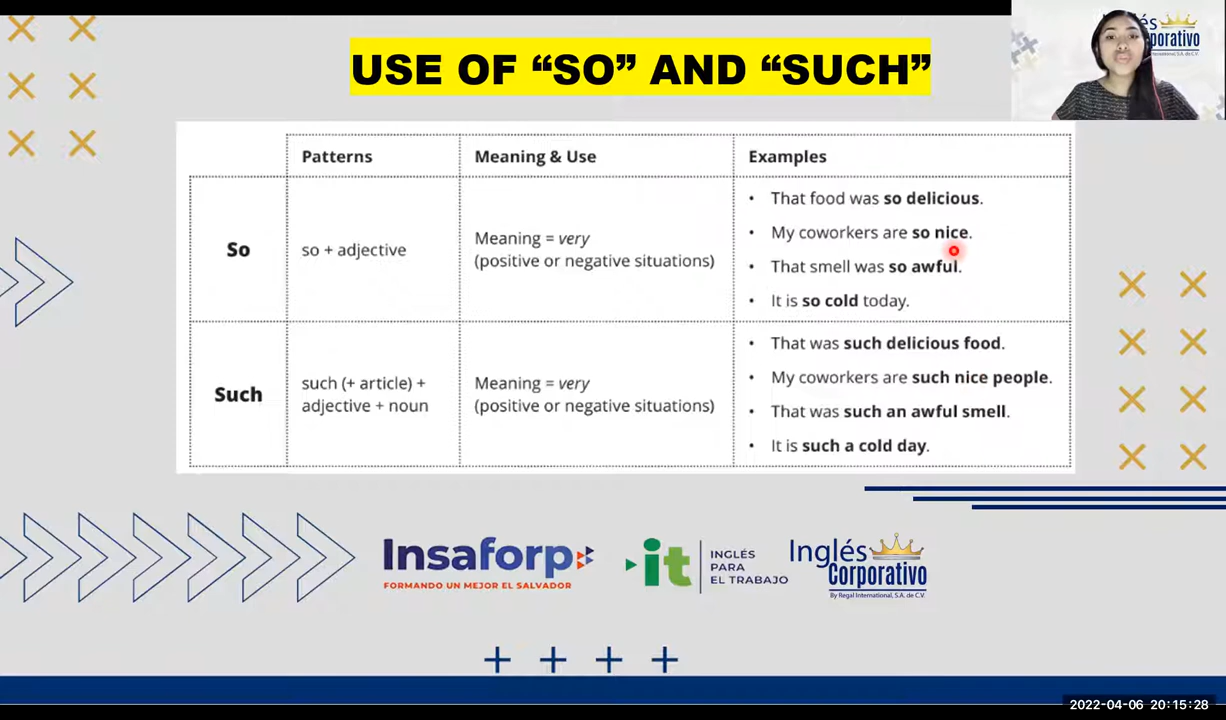 USE OF “SO” AND “SUCH”
Inglés
Corporativo
Patterns
Meaning & Use
Examples
So
so + adjective
Meaning = very
(positive or negative situations)
• That food was so delicious.
• My coworkers are so nice.
• That smell was so awful.
• It is so cold today.
Such
such (+ article) +
adjective + noun
Meaning = very
(positive or negative situations)
• That was such delicious food.
• My coworkers are such nice people.
• That was such an awful smell.
• It is such a cold day.
Insaforp
FORMANDO UN MEJOR EL SALVADOR
it
INGLÉS
PARA
EL TRABAJO
Inglés
Corporativo
By Regal International, S.A. de C.V.
2022-04-06 20:15:28